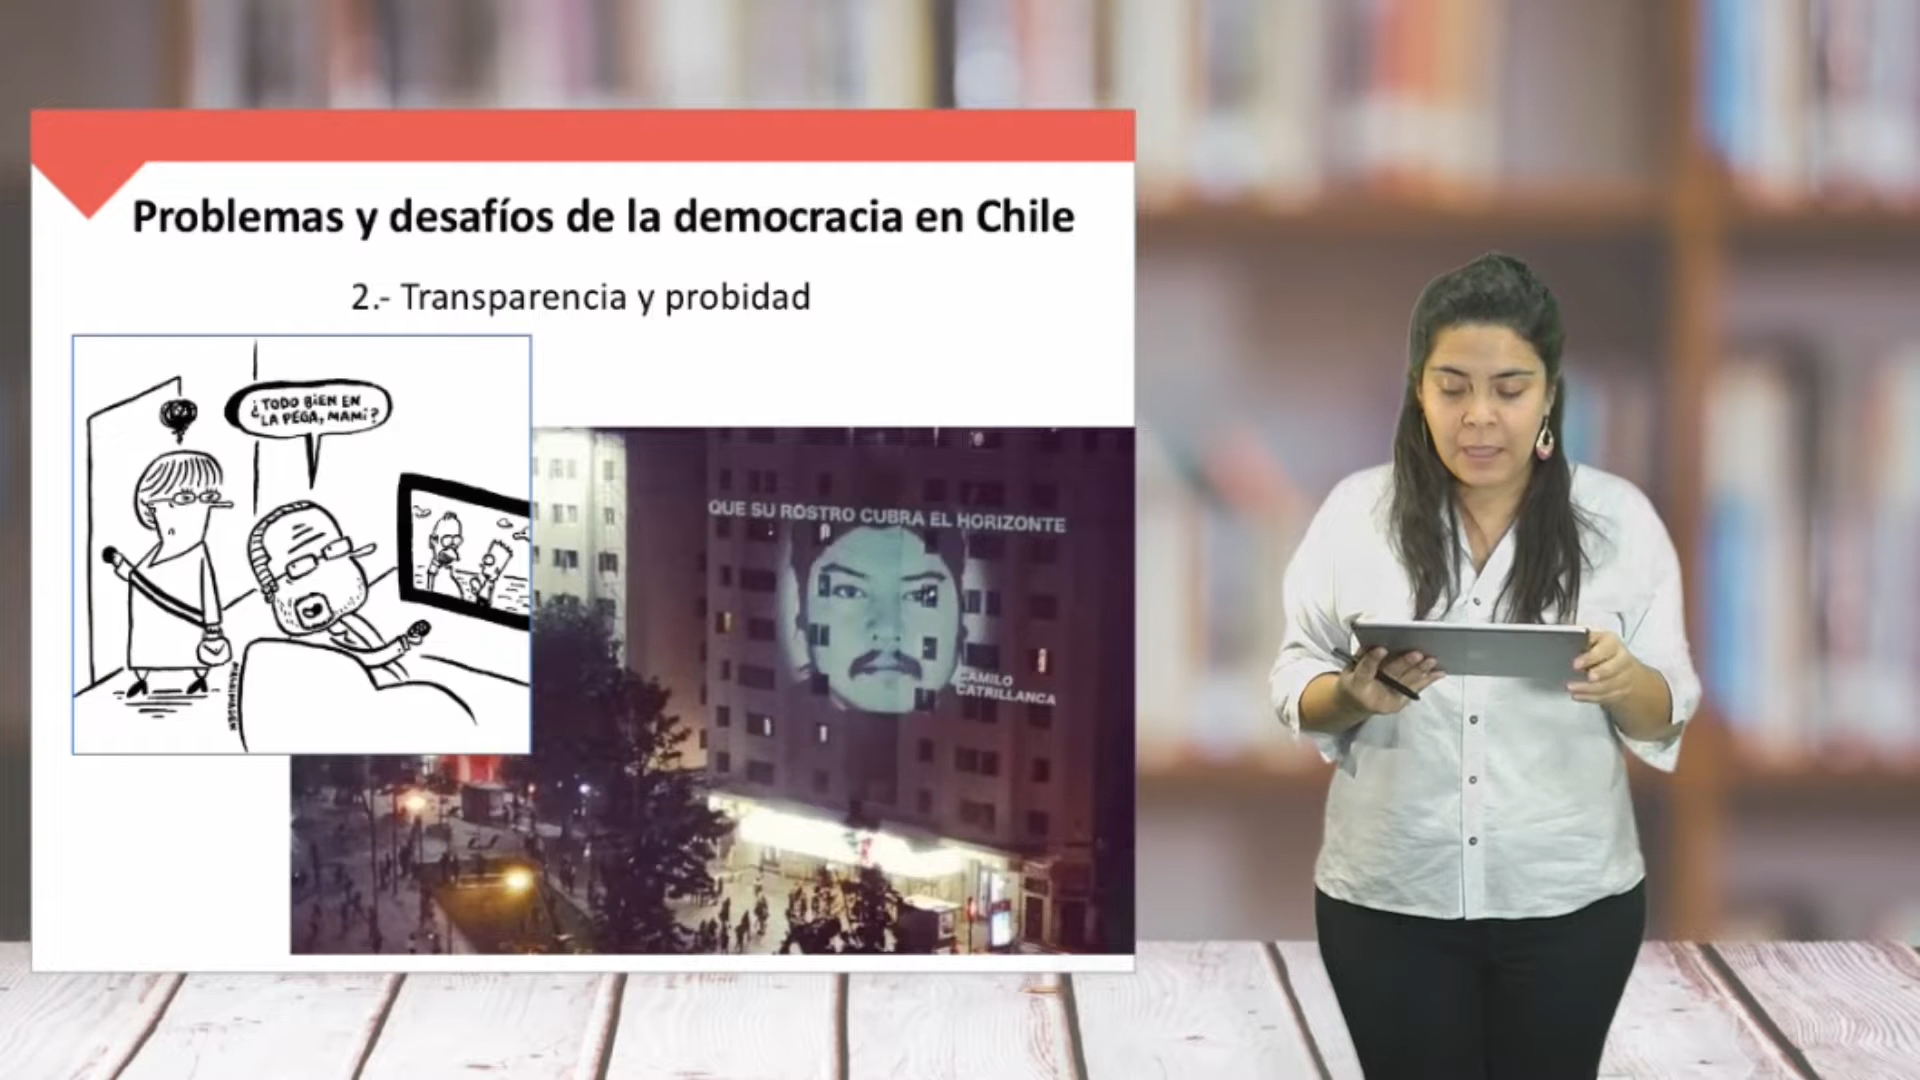 Problemas y desafíos de la democracia en Chile
2.- Transparencia y probidad
¿TODO BIEN EN
LA PEGA, MAMI?
QUE SU ROSTRO CUBRA EL HORIZONTE
CAMILO
CATRILLANCA